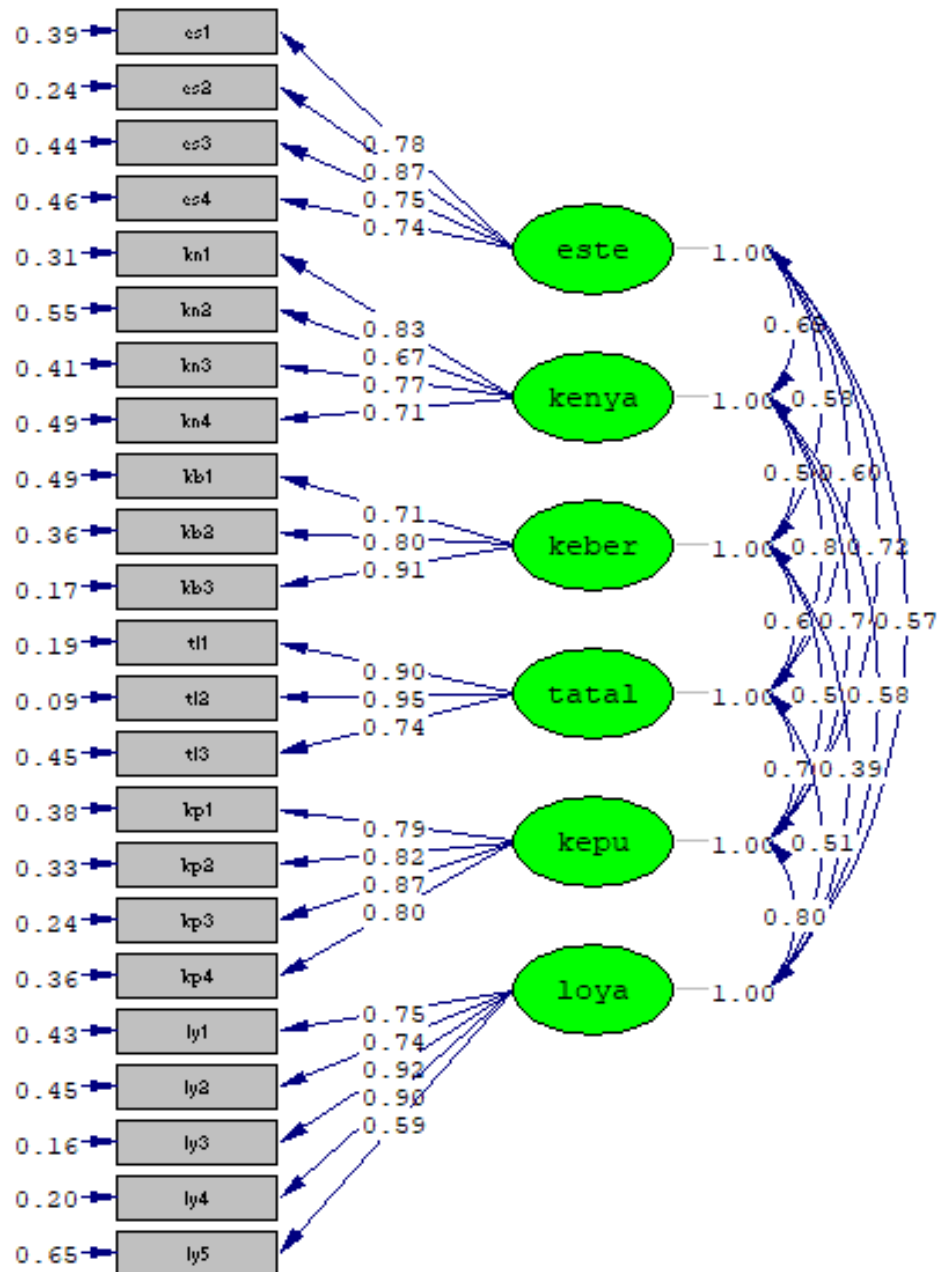 0.39 es1
0.24 es2
0.44 es3
0.46 es4
0.31 kn1
0.55 kn2
0.41 kn3
0.49 kn4
0.49 kb1
0.36 kb2
0.17 kb3
0.19 tl1
0.09 tl2
0.45 tl3
0.38 kp1
0.33 kp2
0.24 kp3
0.36 kp4
0.43 ly1
0.45 ly2
0.16 ly3
0.20 ly4
0.65 ly5
0.78
0.87
0.75
0.74
0.83
0.67
0.77
0.71
0.71
0.80
0.91
0.90
0.95
0.74
0.79
0.82
0.87
0.80
0.75
0.74
0.92
0.90
0.59
este 1.00
kenya 1.00
keber 1.00
tatal 1.00
kepu 1.00
loya 1.00
0.58
0.60
0.72
0.57
0.58
0.39
0.51
0.80